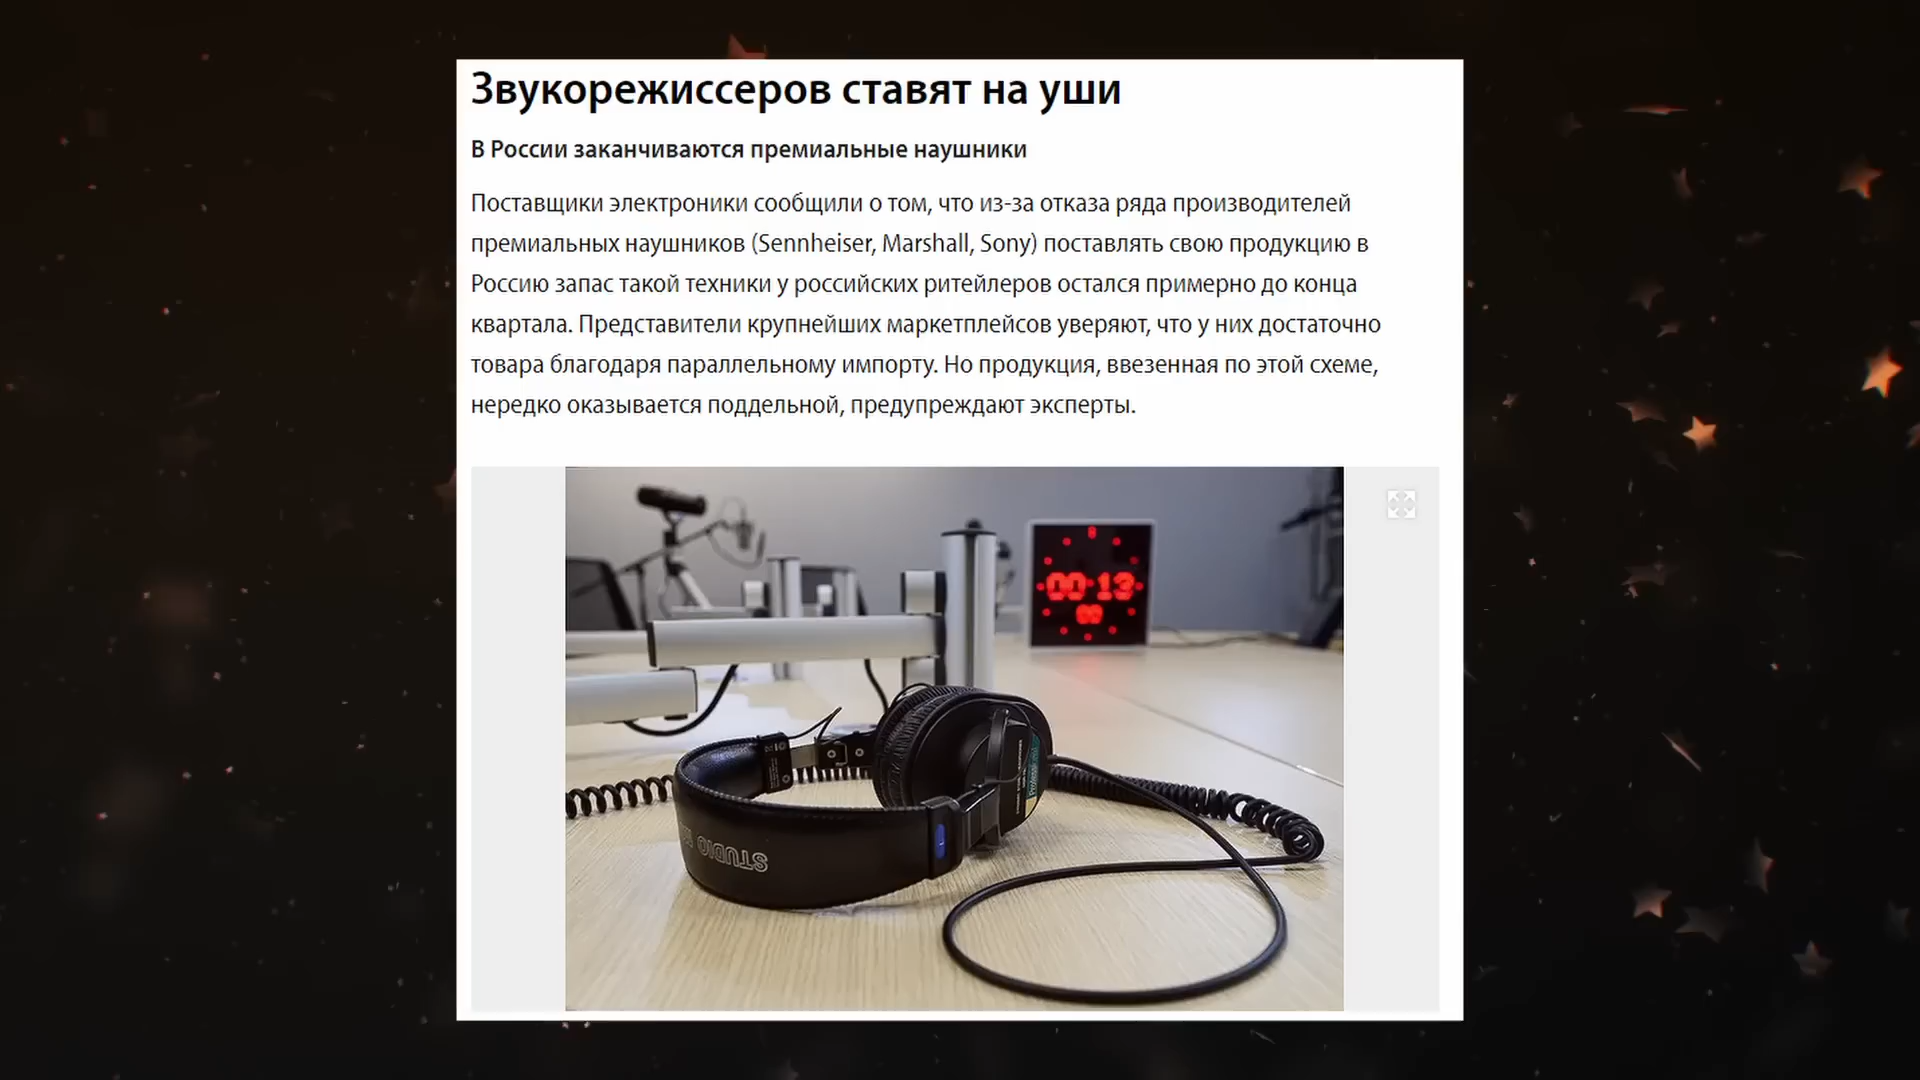 Звукорежиссеров ставят на уши
В России заканчиваются премиальные наушники
Поставщики электроники сообщили о том, что из-за отказа ряда производителей
премиальных наушников (Sennheiser, Marshall, Sony) поставлять свою продукцию в
Россию запас такой техники у российских ритейлеров остался примерно до конца
квартала. Представители крупнейших маркетплейсов уверяют, что у них достаточно
товара благодаря параллельному импорту. Но продукция, ввезенная по этой схеме,
нередко оказывается поддельной, предупреждают эксперты.
00:13
00
Professional
STUDIO